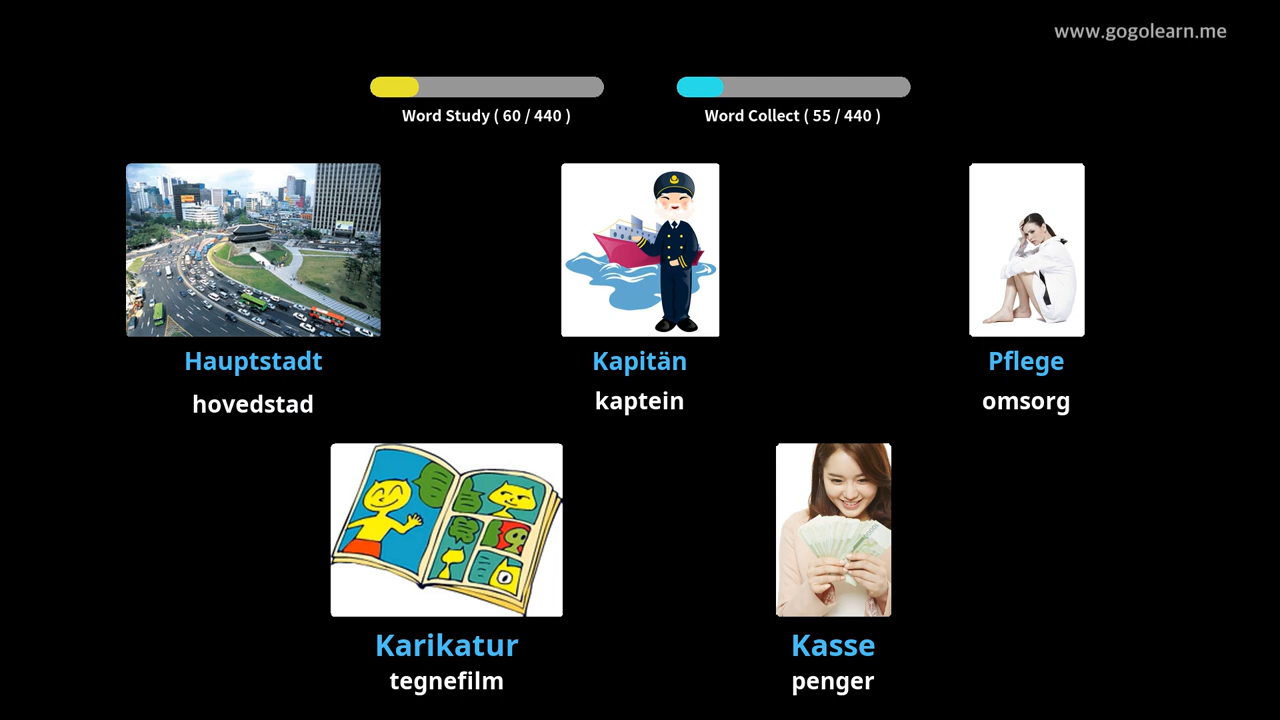 www.gogolearn.me
Word Study ( 60 / 440 )
Word Collect ( 55 / 440 )
Hauptstadt
Kapitän
Pflege
hovedstad
kaptein
omsorg
Karikatur
Kasse
tegnefilm
penger